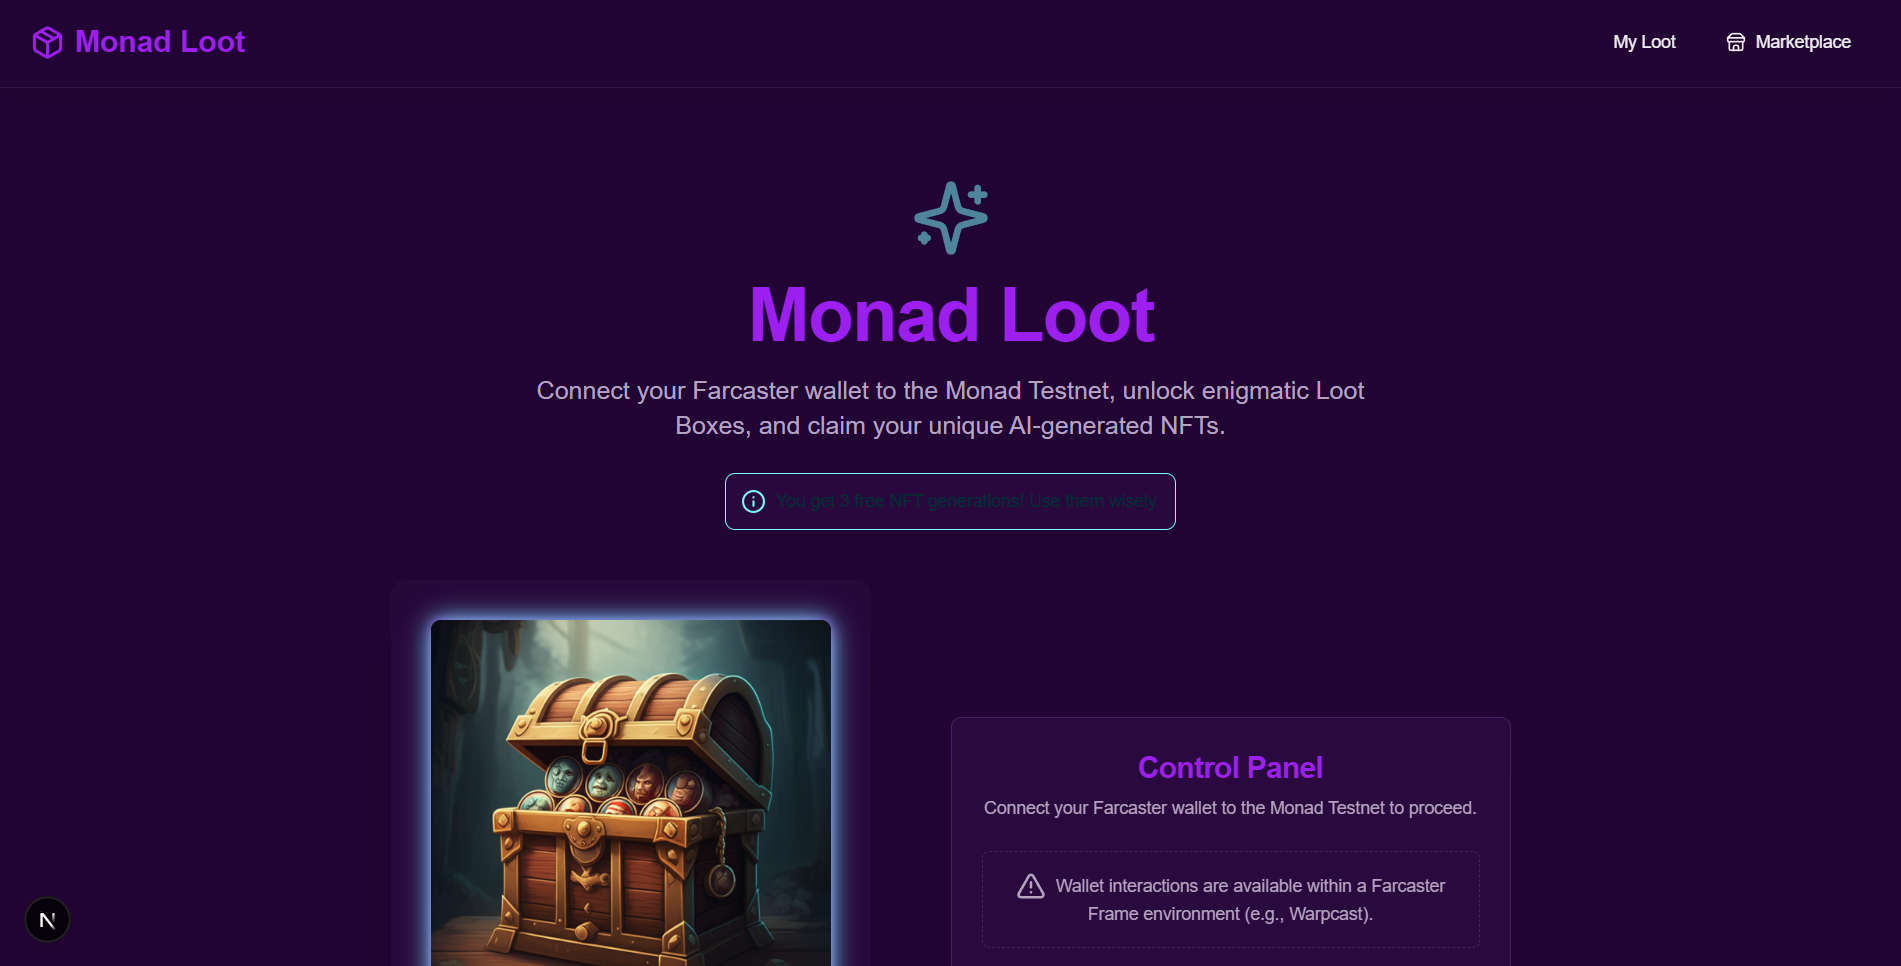 Monad Loot
My Loot
Marketplace
Monad Loot
Connect your Farcaster wallet to the Monad Testnet, unlock enigmatic Loot
Boxes, and claim your unique AI-generated NFTs.
You get 3 free NFT generations! Use them wisely.
Control Panel
Connect your Farcaster wallet to the Monad Testnet to proceed.
Wallet interactions are available within a Farcaster
Frame environment (e.g., Warpcast).
N